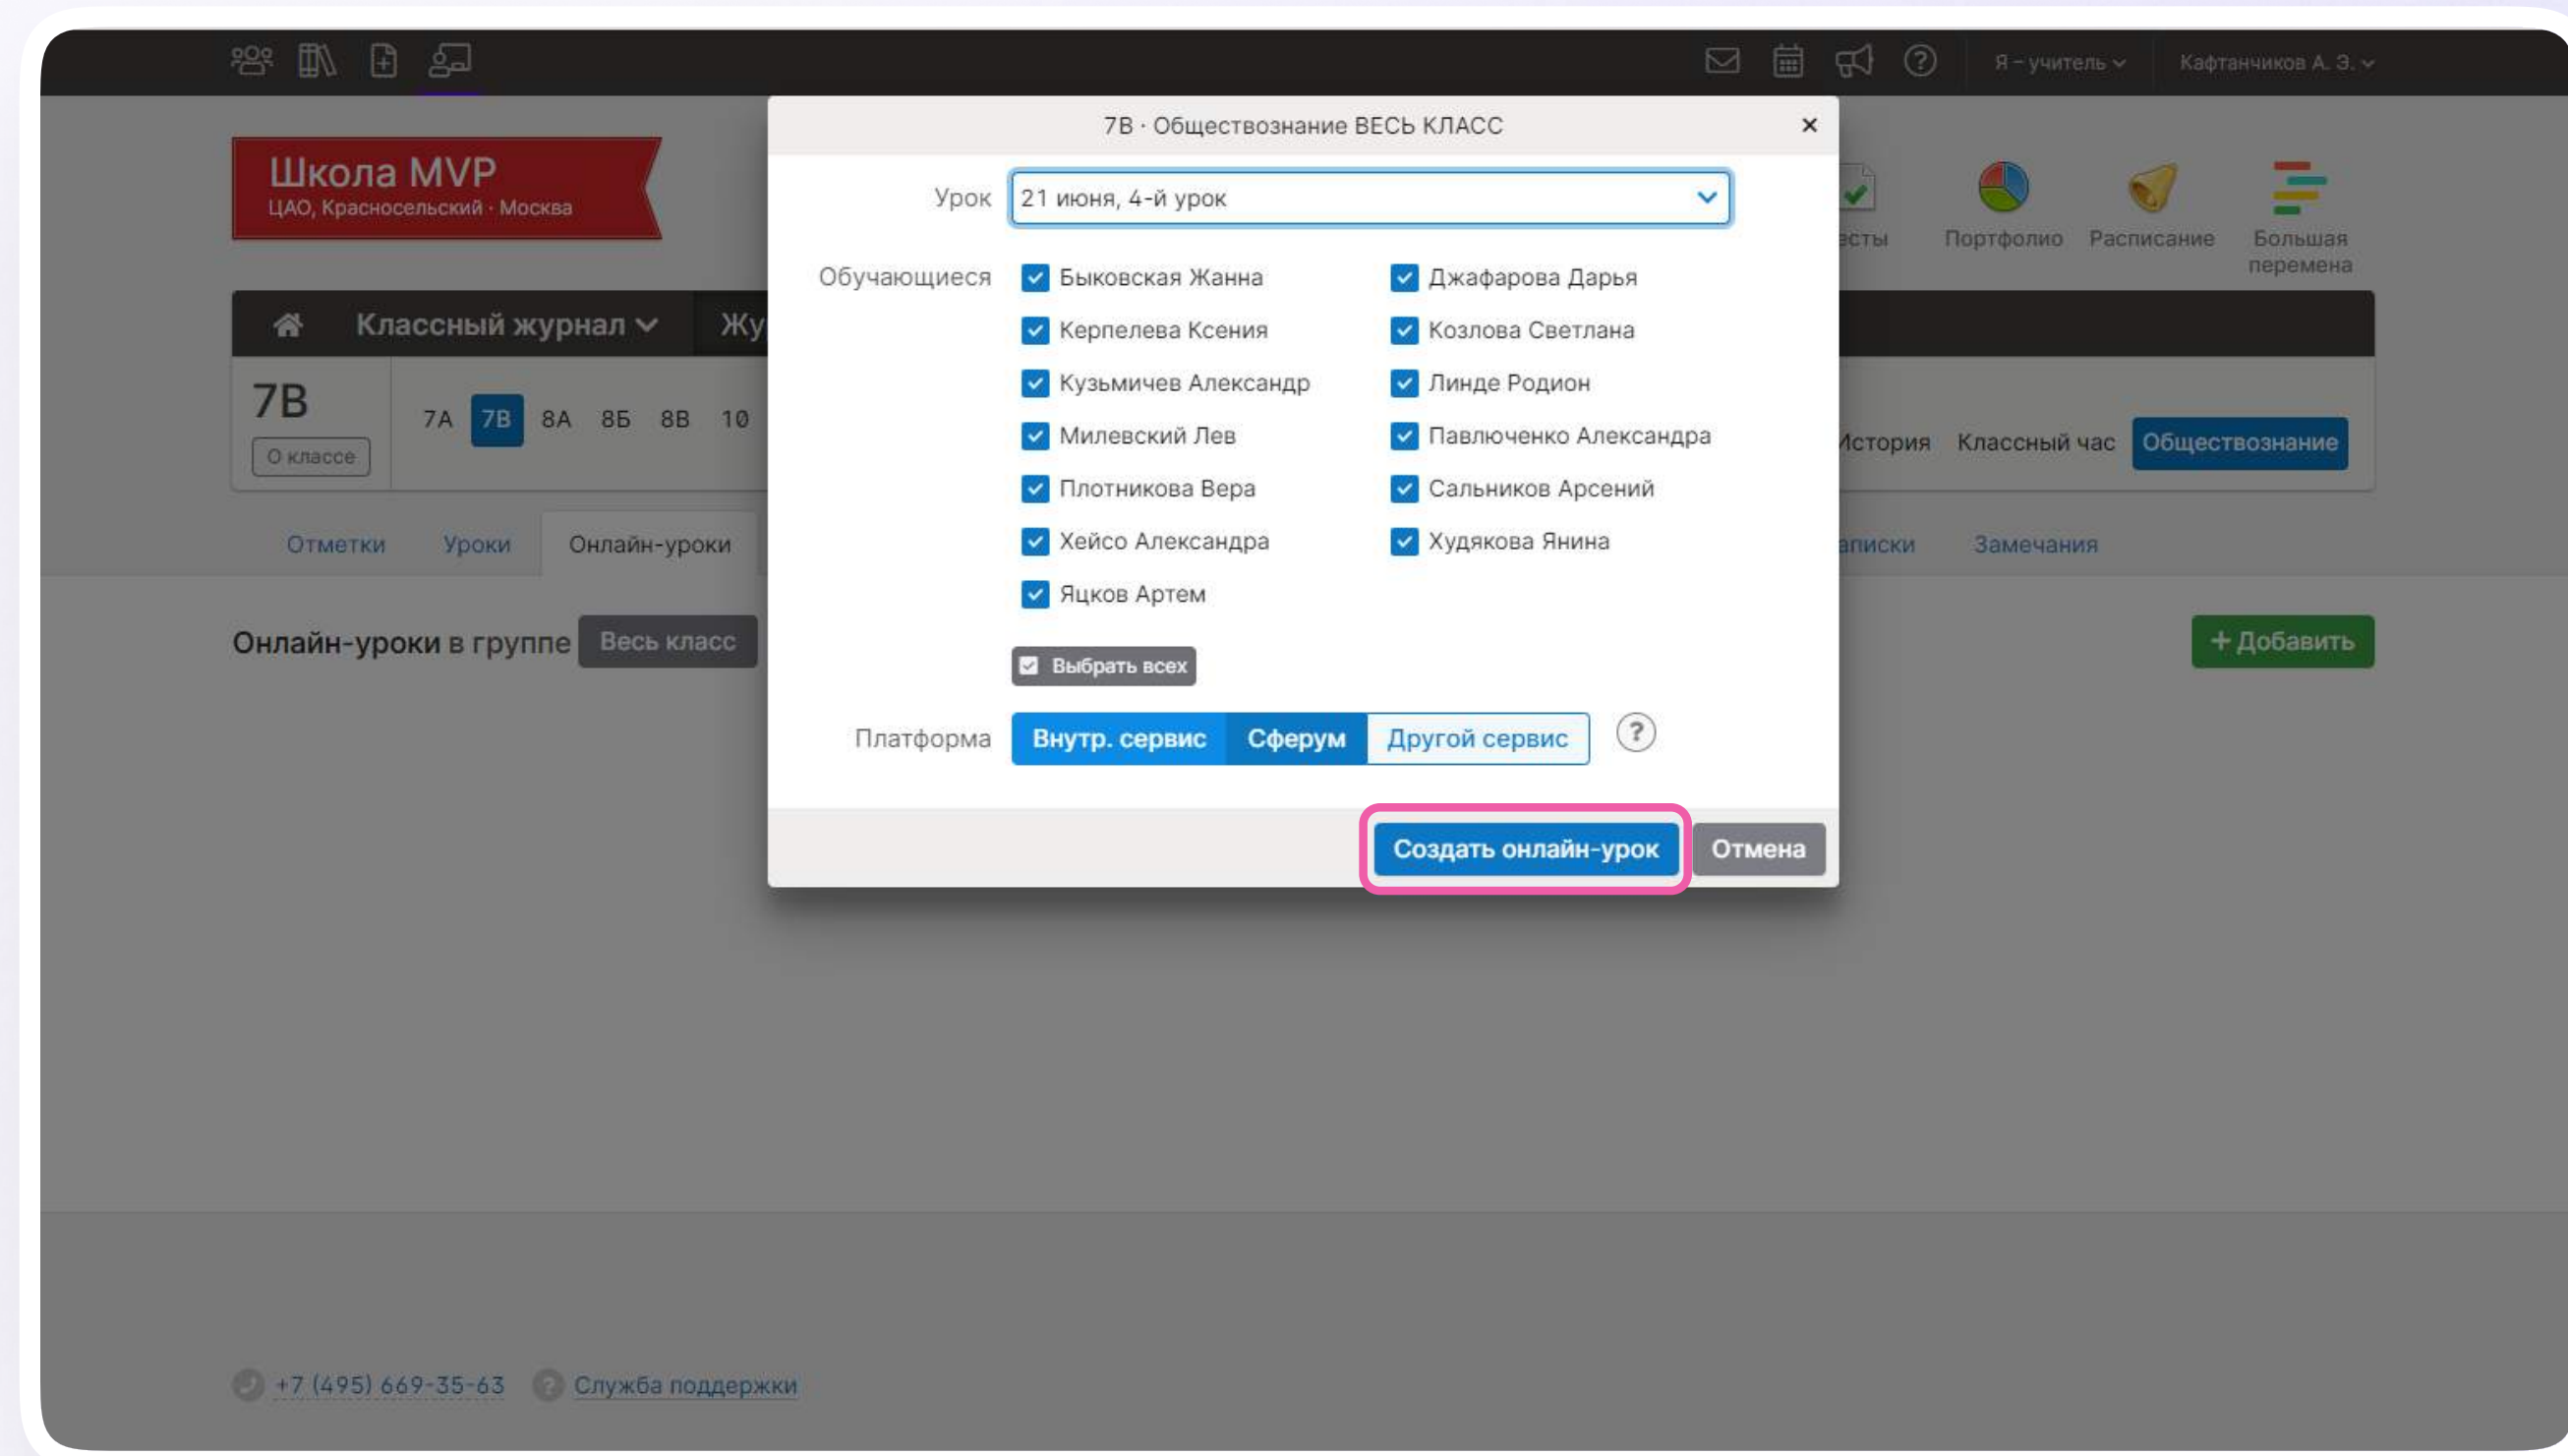 Я – учитель
Кафтанчиков А. Э.
Школа MVP
ЦАО, Красносельский · Москва
Портфолио
Расписание
Большая
перемена
Классный журнал
7В
О классе
7А 7В 8А 8Б 8В 10
История Классный час Обществознание
Отметки Уроки Онлайн-уроки
Замечания
Онлайн-уроки в группе Весь класс
+ Добавить
7В · Обществознание ВЕСЬ КЛАСС
Урок 21 июня, 4-й урок
Обучающиеся Быковская Жанна Джафарова Дарья
Керпелева Ксения Козлова Светлана
Кузьмичев Александр Линде Родион
Милевский Лев Павлюченко Александра
Плотникова Вера Сальников Арсений
Хейсо Александра Худякова Янина
Яцков Артем
Выбрать всех
Платформа Внутр. сервис Сферум Другой сервис ?
Создать онлайн-урок Отмена
+7 (495) 669-35-63 Служба поддержки